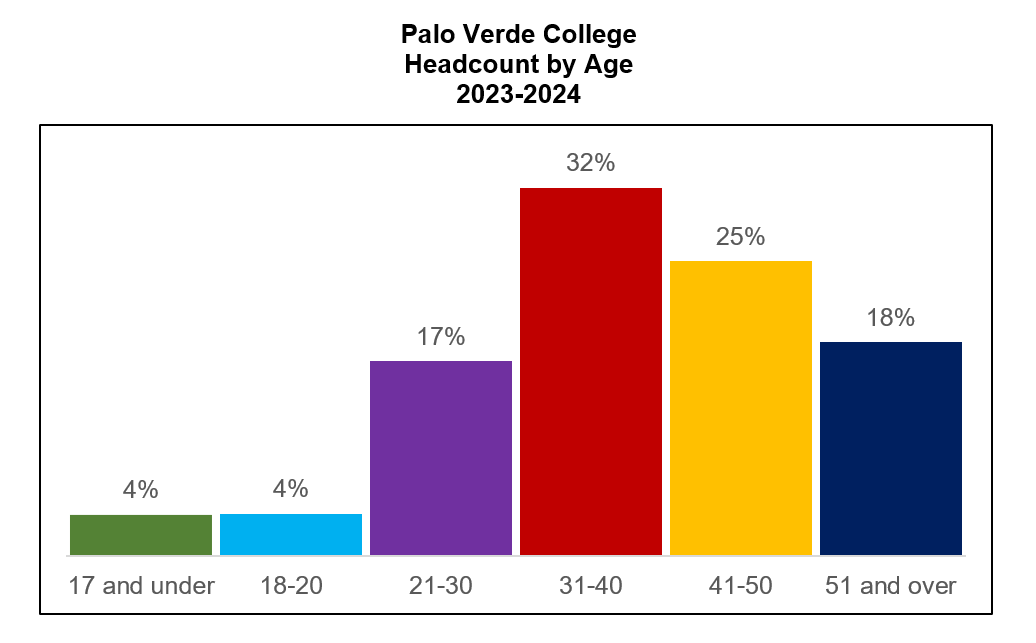 Palo Verde College
Headcount by Age
2023-2024
32%
25%
18%
17%
4%
4%
17 and under
18-20
21-30
31-40
41-50
51 and over